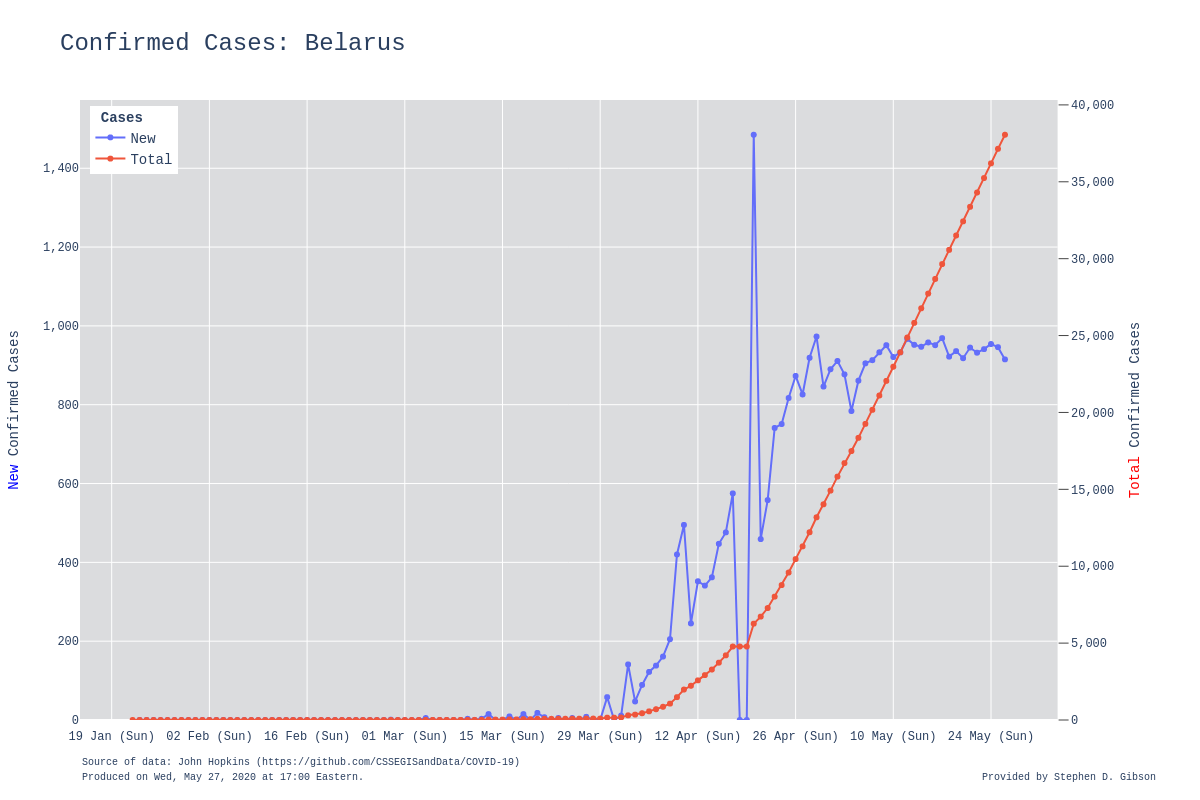 Confirmed Cases: Belarus
Cases
New
Total
40,000
35,000
30,000
25,000
20,000
15,000
10,000
5,000
0
1,400
1,200
1,000
800
600
400
200
0
New Confirmed Cases
Total Confirmed Cases
19 Jan (Sun)
02 Feb (Sun)
16 Feb (Sun)
01 Mar (Sun)
15 Mar (Sun)
29 Mar (Sun)
12 Apr (Sun)
26 Apr (Sun)
10 May (Sun)
24 May (Sun)
Source of data: John Hopkins (https://github.com/CSSEGISandData/COVID-19)
Produced on Wed, May 27, 2020 at 17:00 Eastern.
Provided by Stephen D. Gibson